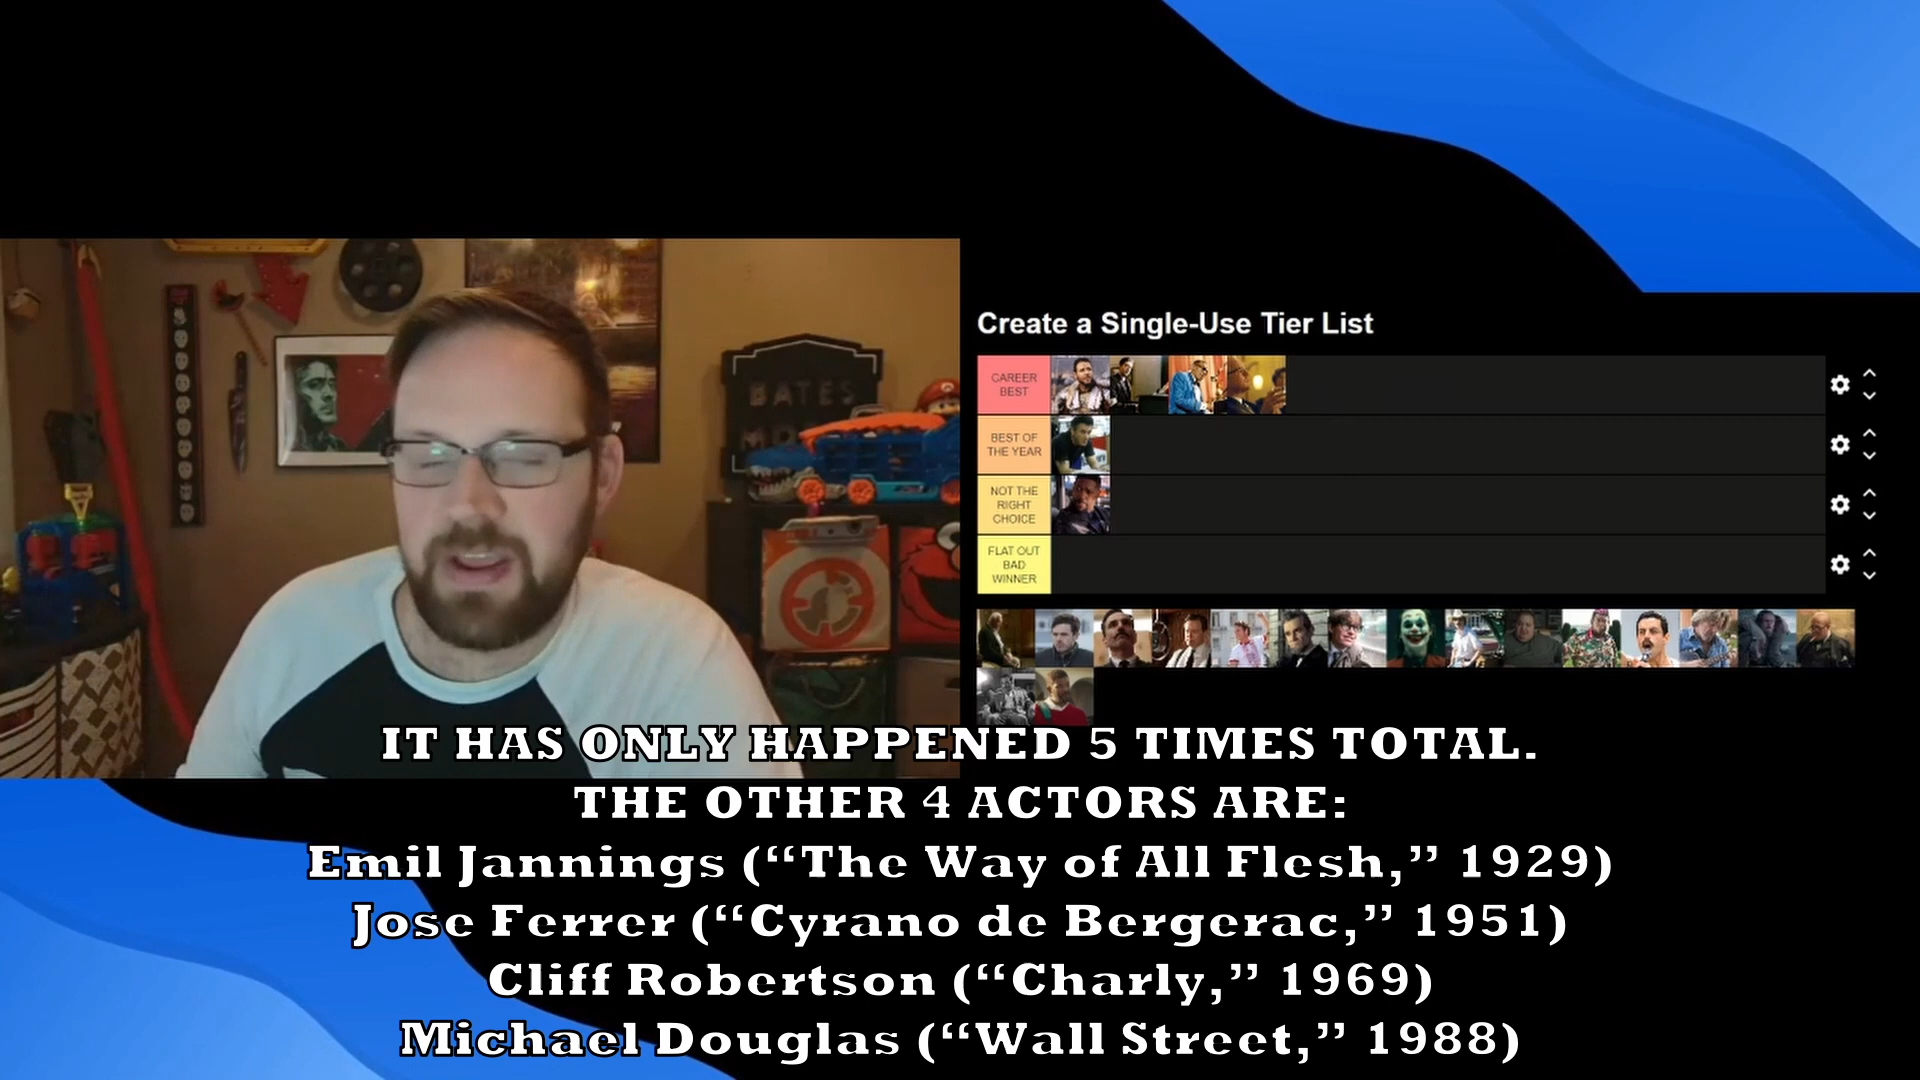 BATES
MO
Create a Single-Use Tier List
CAREER
BEST
BEST OF
THE YEAR
NOT THE
RIGHT
CHOICE
FLAT OUT
BAD
WINNER
IT HAS ONLY HAPPENED 5 TIMES TOTAL.
THE OTHER 4 ACTORS ARE:
Emil Jannings (“The Way of All Flesh,” 1929)
Jose Ferrer (“Cyrano de Bergerac,” 1951)
Cliff Robertson (“Charly,” 1969)
Michael Douglas (“Wall Street,” 1988)